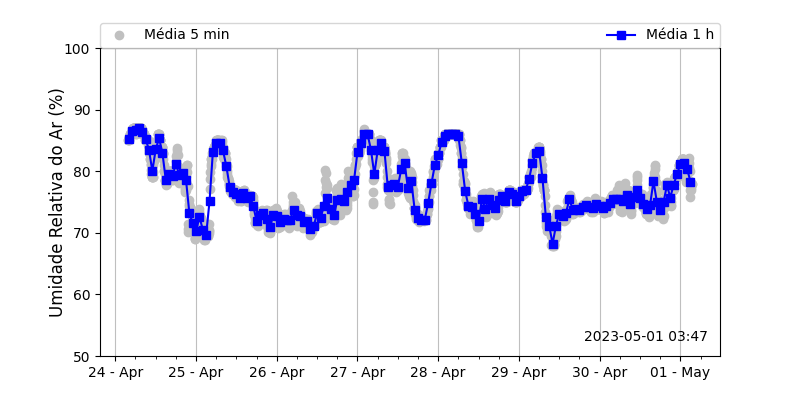 Média 5 min
Média 1 h
Umidade Relativa do Ar (%)
100
90
80
70
60
50
2023-05-01 03:47
24 - Apr
25 - Apr
26 - Apr
27 - Apr
28 - Apr
29 - Apr
30 - Apr
01 - May